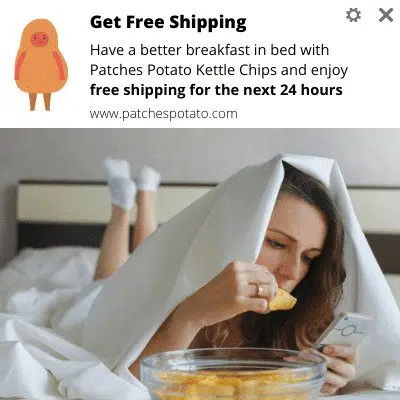 Get Free Shipping
Have a better breakfast in bed with
Patches Potato Kettle Chips and enjoy
free shipping for the next 24 hours
www.patchespotato.com